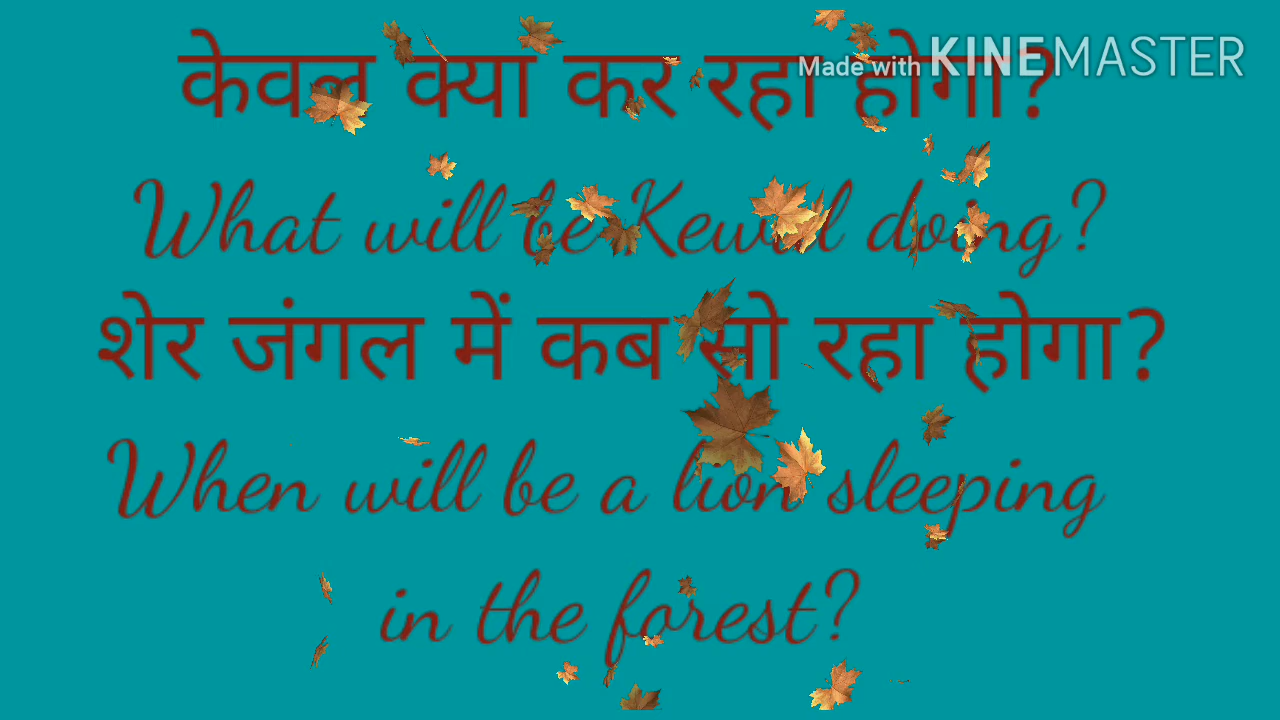 केवल क्या कर रहा होगा?
Made with KINEMASTER
What will be Kewal doing?
शेर जंगल में कब सो रहा होगा?
When will be a lion sleeping
in the forest?